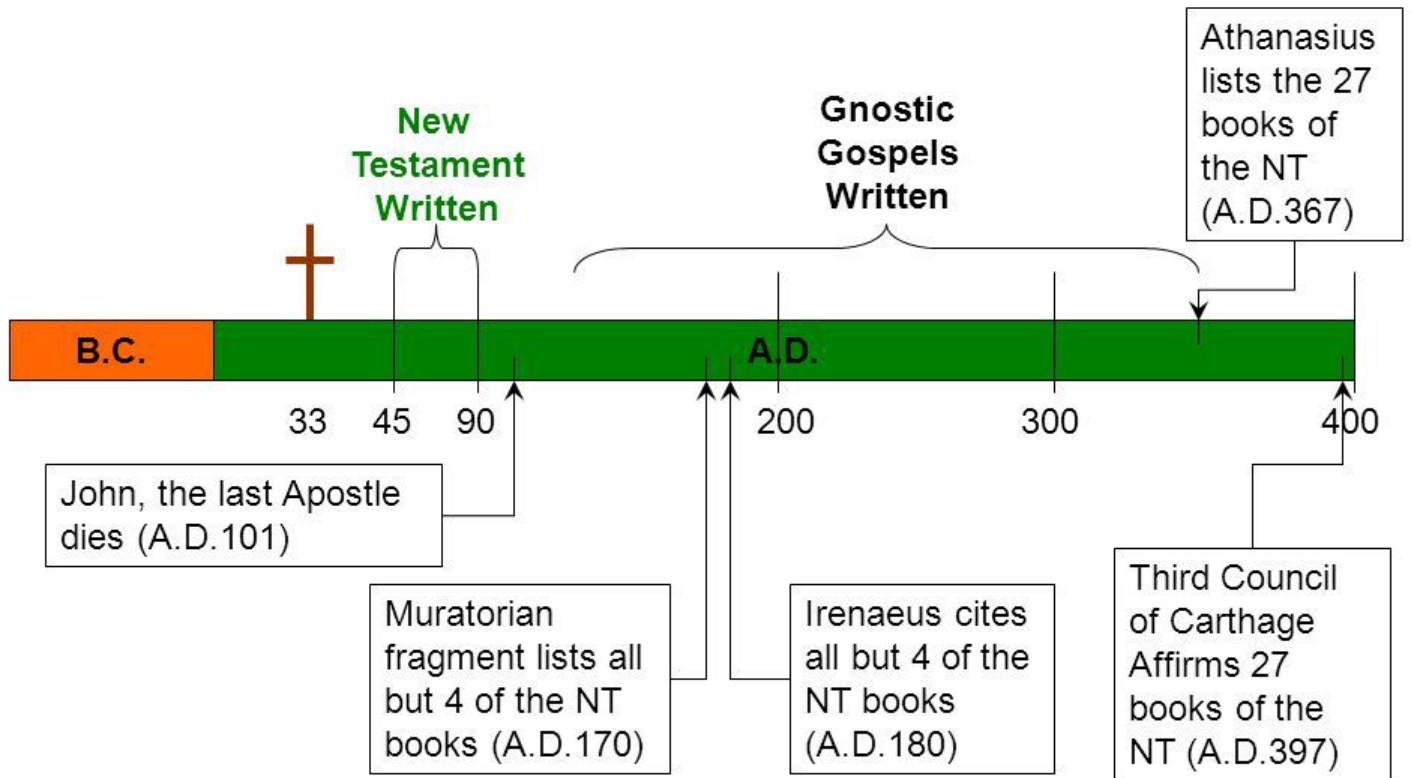 New
Testament
Written
Gnostic
Gospels
Written
Athanasius
lists the 27
books of
the NT
(A.D.367)
B.C.
A.D.
33
45
90
200
300
400
John, the last Apostle
dies (A.D.101)
Muratorian
fragment lists all
but 4 of the NT
books (A.D.170)
Irenaeus cites
all but 4 of the
NT books
(A.D.180)
Third Council
of Carthage
Affirms 27
books of the
NT (A.D.397)